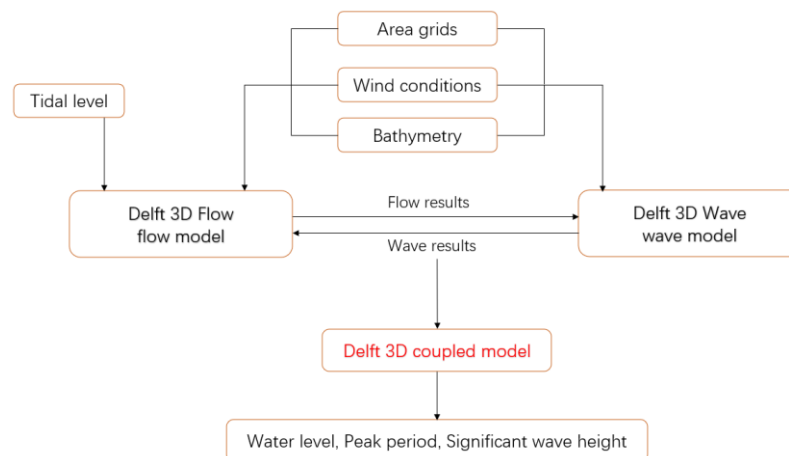 Area grids
Wind conditions
Tidal level
Bathymetry
Flow results
Delft 3D Flow
flow model
Delft 3D Wave
wave model
Wave results
Delft 3D coupled model
Water level, Peak period, Significant wave height